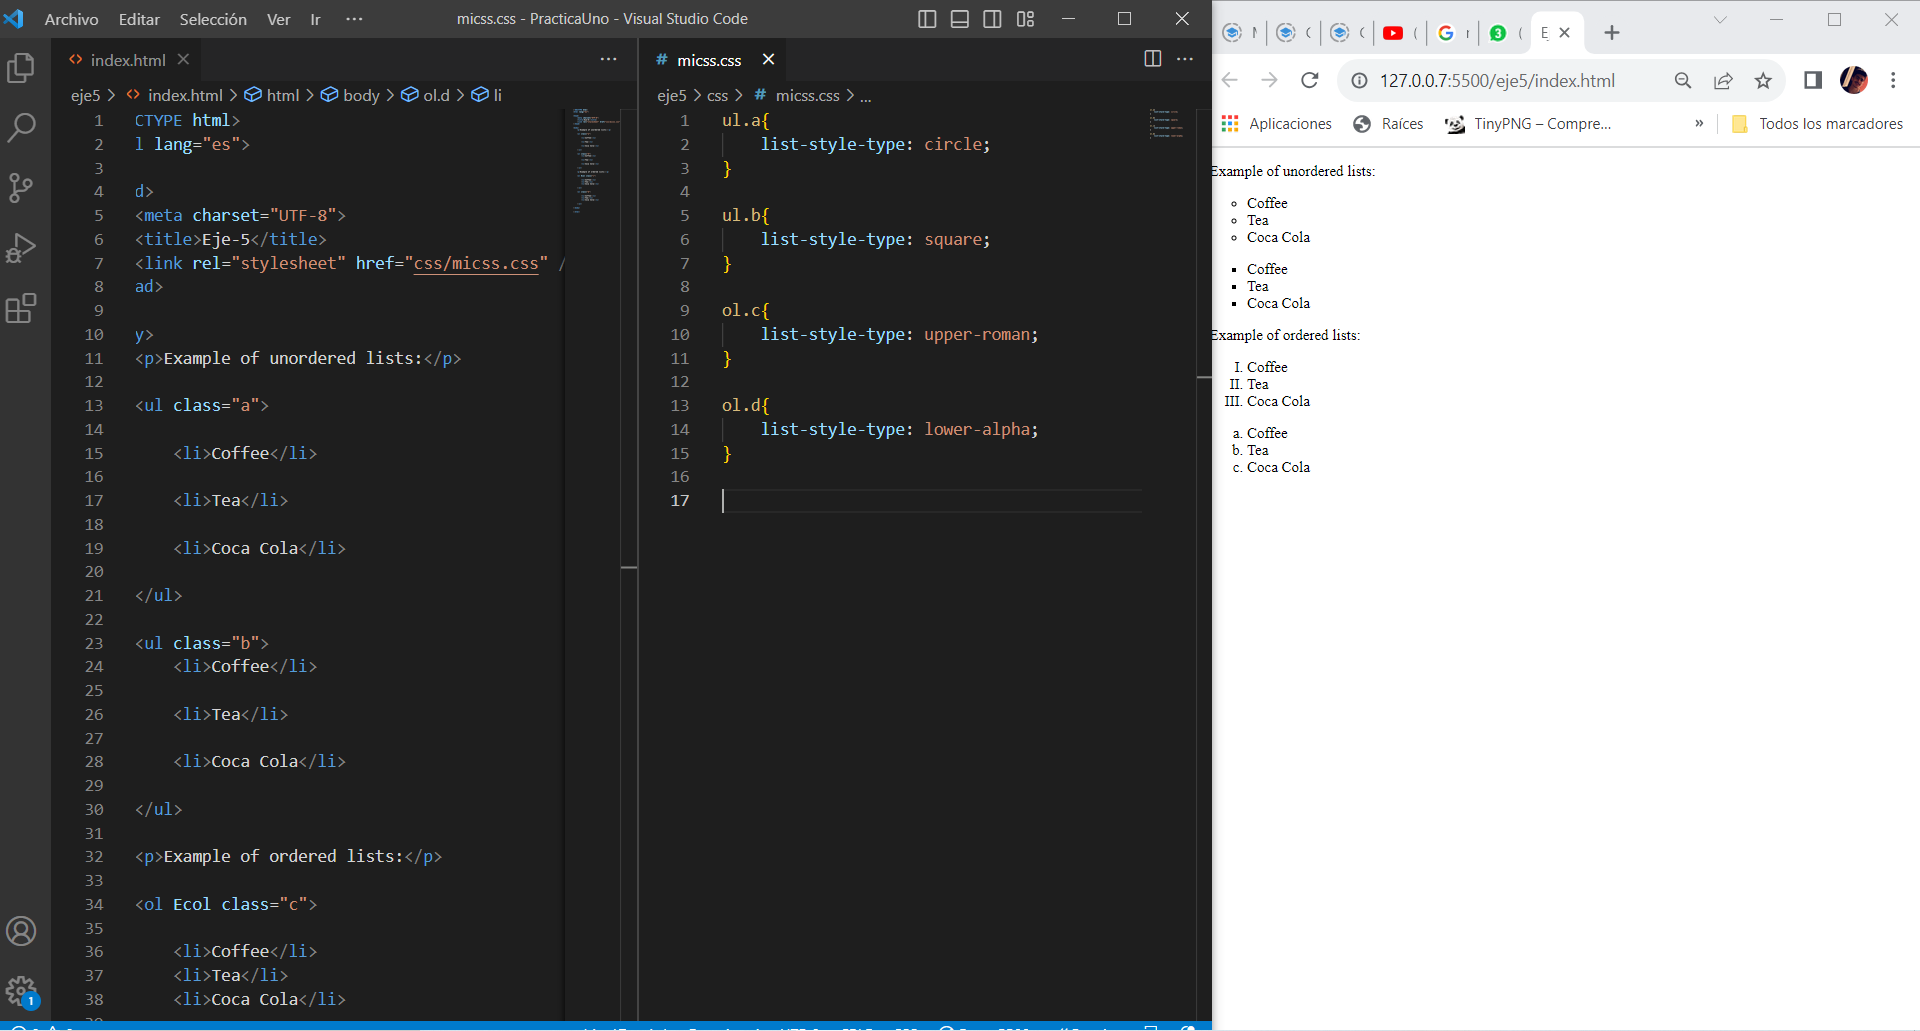 Archivo Editar Selección Ver Ir ··· micss.css - PracticaUno - Visual Studio Code
index.html
eje5 > index.html > html > body > ol.d > li
1 CTYPE html>
2 l lang="es">
3
4 d>
5 <meta charset="UTF-8">
6 <title>Eje-5</title>
7 <link rel="stylesheet" href="css/micss.css" /
8 ad>
9
10 y>
11 <p>Example of unordered lists:</p>
12
13 <ul class="a">
14
15 <li>Coffee</li>
16
17 <li>Tea</li>
18
19 <li>Coca Cola</li>
20
21 </ul>
22
23 <ul class="b">
24 <li>Coffee</li>
25
26 <li>Tea</li>
27
28 <li>Coca Cola</li>
29
30 </ul>
31
32 <p>Example of ordered lists:</p>
33
34 <ol Ecol class="c">
35
36 <li>Coffee</li>
37 <li>Tea</li>
38 <li>Coca Cola</li>
1
# micss.css
eje5 > css > # micss.css > ...
1 ul.a{
2 list-style-type: circle;
3 }
4
5 ul.b{
6 list-style-type: square;
7 }
8
9 ol.c{
10 list-style-type: upper-roman;
11 }
12
13 ol.d{
14 list-style-type: lower-alpha;
15 }
16
17
127.0.0.7:5500/eje5/index.html
Aplicaciones Raíces TinyPNG – Compre... » Todos los marcadores
Example of unordered lists:
Coffee
Tea
Coca Cola
Coffee
Tea
Coca Cola
Example of ordered lists:
I. Coffee
II. Tea
III. Coca Cola
a. Coffee
b. Tea
c. Coca Cola